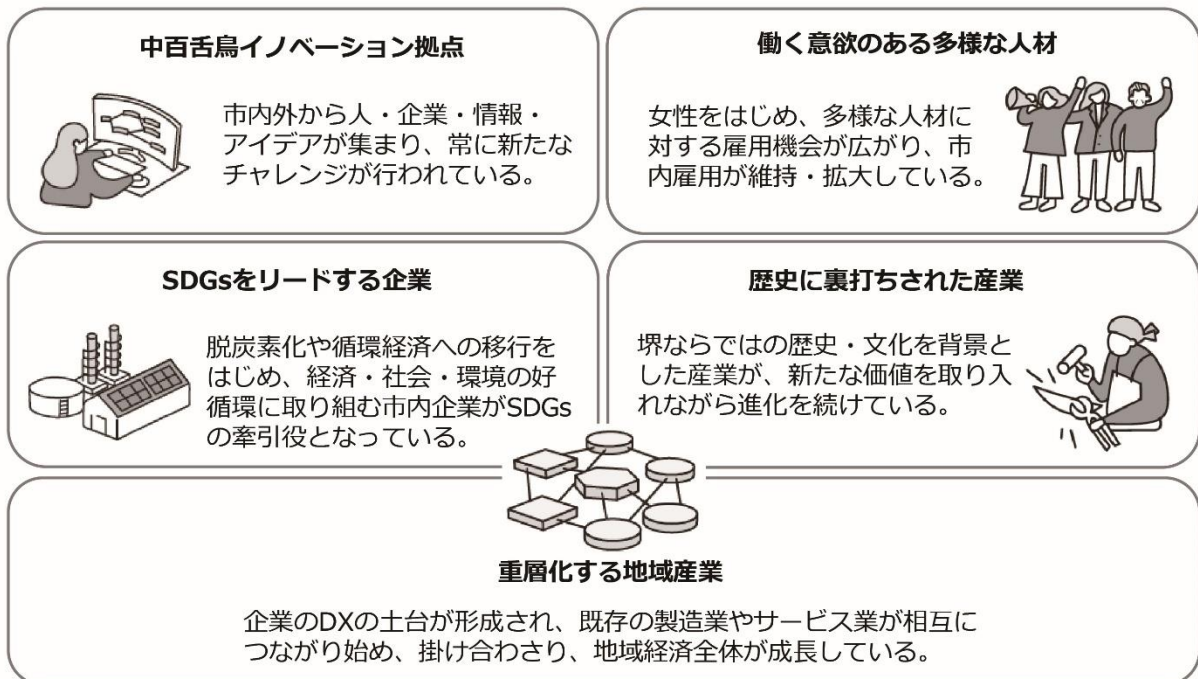 中百舌鳥イノベーション拠点
市内外から人・企業・情報・
アイデアが集まり、常に新たな
チャレンジが行われている。
働く意欲のある多様な人材
女性をはじめ、多様な人材に
対する雇用機会が広がり、市
内雇用が維持・拡大している。
SDGsをリードする企業
脱炭素化や循環経済への移行を
はじめ、経済・社会・環境の好
循環に取り組む市内企業がSDGs
の牽引役となっている。
歴史に裏打ちされた産業
堺ならではの歴史・文化を背景と
した産業が、新たな価値を取り入
れながら進化を続けている。
重層化する地域産業
企業のDXの土台が形成され、既存の製造業やサービス業が相互に
つながり始め、掛け合わさり、地域経済全体が成長している。